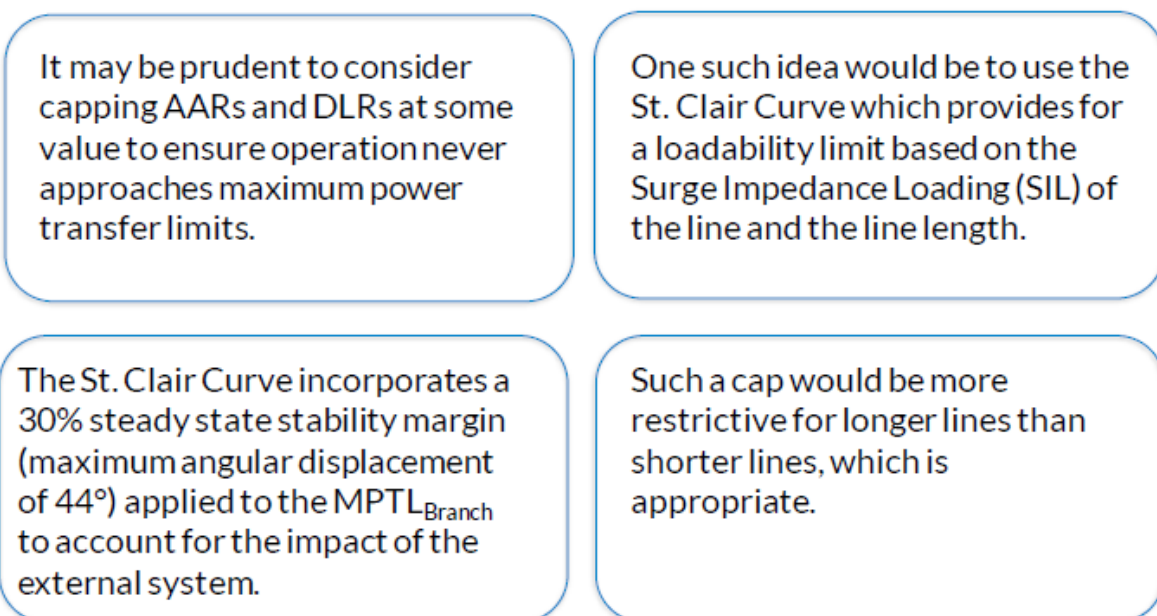 It may be prudent to consider
capping AARs and DLRs at some
value to ensure operation never
approaches maximum power
transfer limits.
One such idea would be to use the
St. Clair Curve which provides for
a loadability limit based on the
Surge Impedance Loading (SIL) of
the line and the line length.
The St. Clair Curve incorporates a
30% steady state stability margin
(maximum angular displacement
of 44°) applied to the MPTLBranch
to account for the impact of the
external system.
Such a cap would be more
restrictive for longer lines than
shorter lines, which is
appropriate.